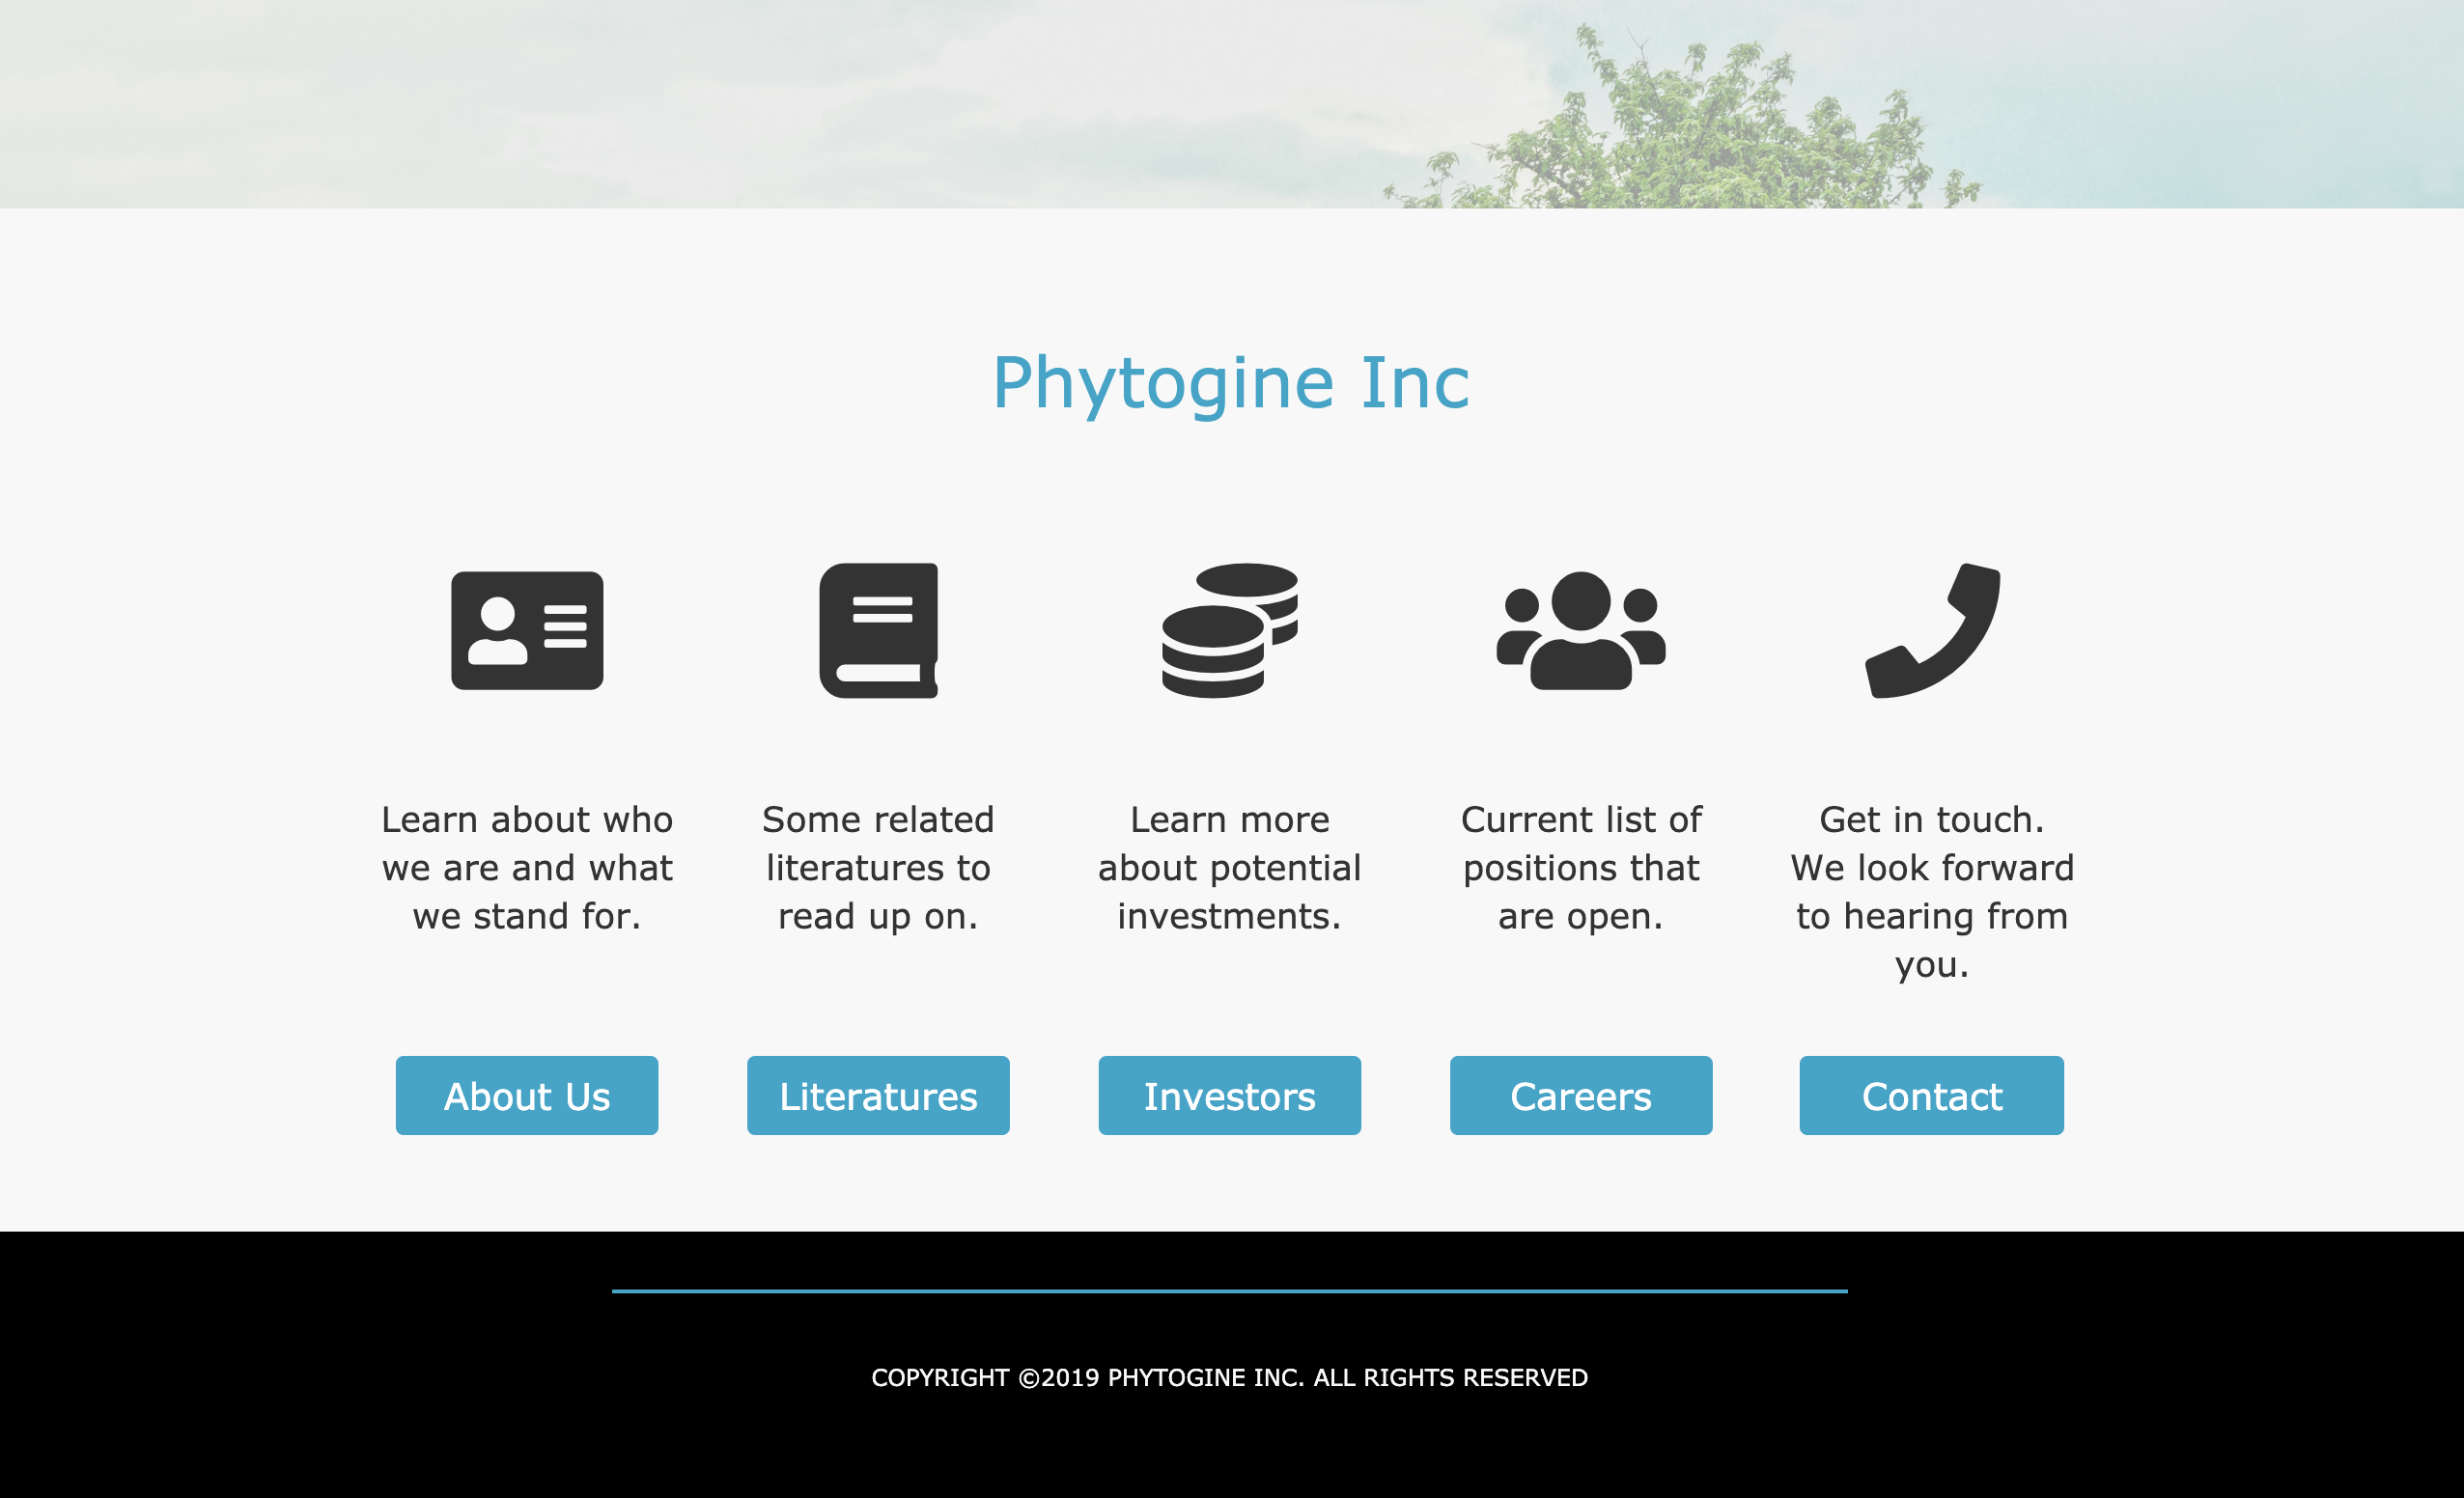 Phytogine Inc
Learn about who
we are and what
we stand for.
Some related
literatures to
read up on.
Learn more
about potential
investments.
Current list of
positions that
are open.
Get in touch.
We look forward
to hearing from
you.
About Us
Literatures
Investors
Careers
Contact
COPYRIGHT ©2019 PHYTOGINE INC. ALL RIGHTS RESERVED